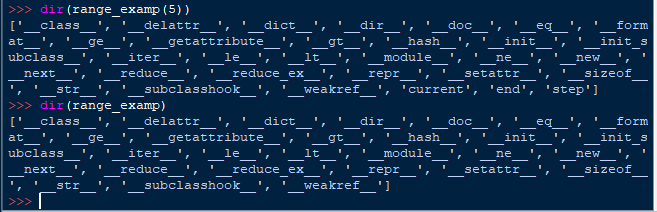 >>> dir(range_examp(5))
['__class__', '__delattr__', '__dict__', '__dir__', '__doc__', '__eq__', '__form
at__', '__ge__', '__getattribute__', '__gt__', '__hash__', '__init__', '__init_s
ubclass__', '__iter__', '__le__', '__lt__', '__module__', '__ne__', '__new__', '
__next__', '__reduce__', '__reduce_ex__', '__repr__', '__setattr__', '__sizeof__
', '__str__', '__subclasshook__', '__weakref__', 'current', 'end', 'step']
>>> dir(range_examp)
['__class__', '__delattr__', '__dict__', '__dir__', '__doc__', '__eq__', '__form
at__', '__ge__', '__getattribute__', '__gt__', '__hash__', '__init__', '__init_s
ubclass__', '__iter__', '__le__', '__lt__', '__module__', '__ne__', '__new__', '
__next__', '__reduce__', '__reduce_ex__', '__repr__', '__setattr__', '__sizeof__
', '__str__', '__subclasshook__', '__weakref__']
>>>